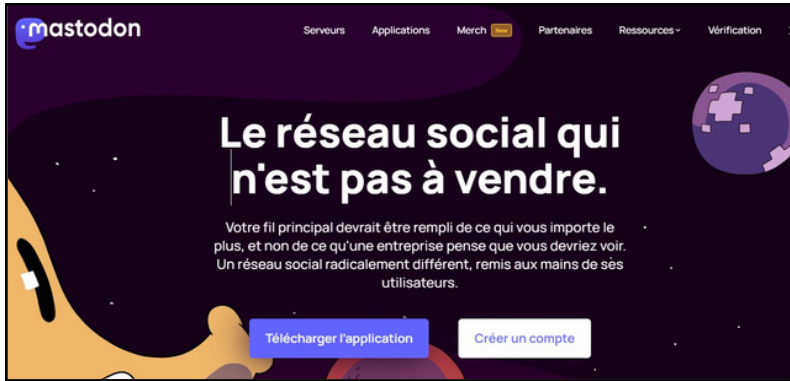 mastodon
Serveurs Applications Merch New Partenaires Ressources Vérification
Le réseau social qui
n'est pas à vendre.
Votre fil principal devrait être rempli de ce qui vous importe le
plus, et non de ce qu'une entreprise pense que vous devriez voir.
Un réseau social radicalement différent, remis aux mains de ses
utilisateurs.
Télécharger l'application Créer un compte